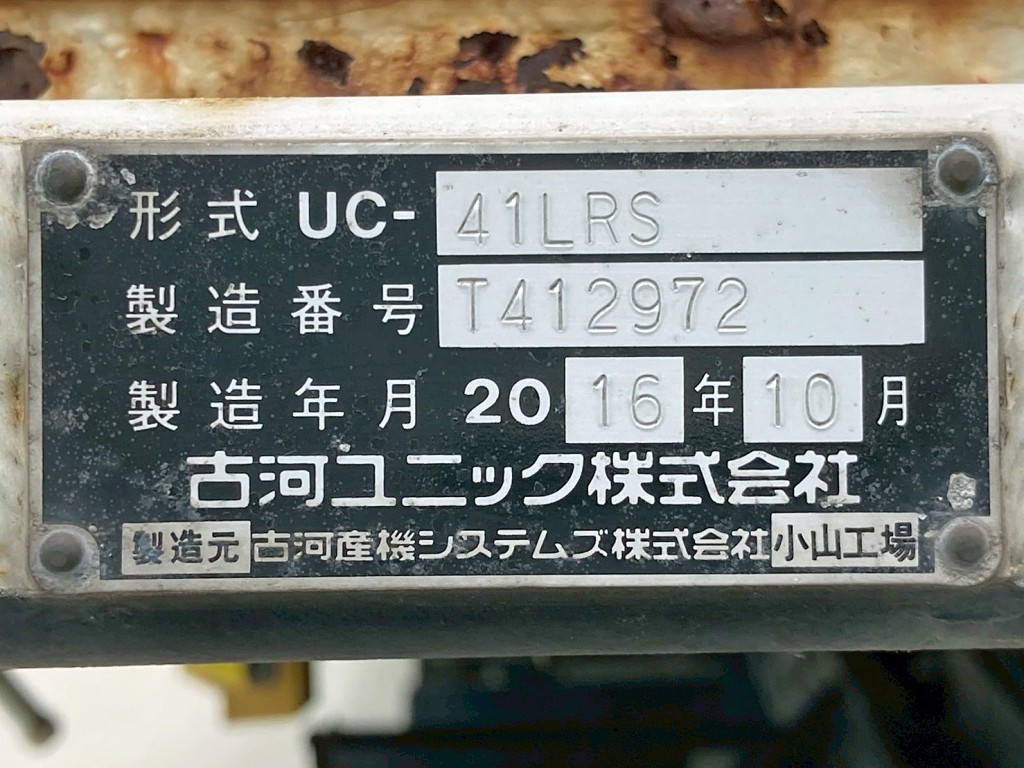 形式 UC-41LRS
製造番号 T412972
製造年月 2016年10月
古河ユニック株式会社
製造元 古河産機システムズ株式会社 小山工場